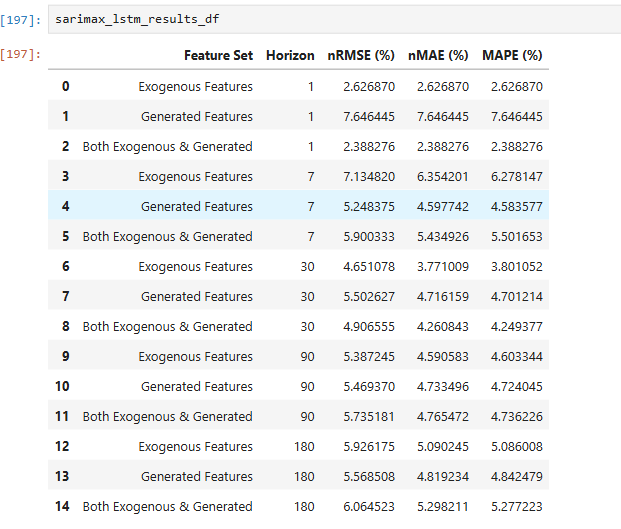 [197]: sarimax_lstm_results_df
[197]: Feature Set Horizon nRMSE (%) nMAE (%) MAPE (%)
0 Exogenous Features 1 2.626870 2.626870 2.626870
1 Generated Features 1 7.646445 7.646445 7.646445
2 Both Exogenous & Generated 1 2.388276 2.388276 2.388276
3 Exogenous Features 7 7.134820 6.354201 6.278147
4 Generated Features 7 5.248375 4.597742 4.583577
5 Both Exogenous & Generated 7 5.900333 5.434926 5.501653
6 Exogenous Features 30 4.651078 3.771009 3.801052
7 Generated Features 30 5.502627 4.716159 4.701214
8 Both Exogenous & Generated 30 4.906555 4.260843 4.249377
9 Exogenous Features 90 5.387245 4.590583 4.603344
10 Generated Features 90 5.469370 4.733496 4.724045
11 Both Exogenous & Generated 90 5.735181 4.765472 4.736226
12 Exogenous Features 180 5.926175 5.090245 5.086008
13 Generated Features 180 5.568508 4.819234 4.842479
14 Both Exogenous & Generated 180 6.064523 5.298211 5.277223